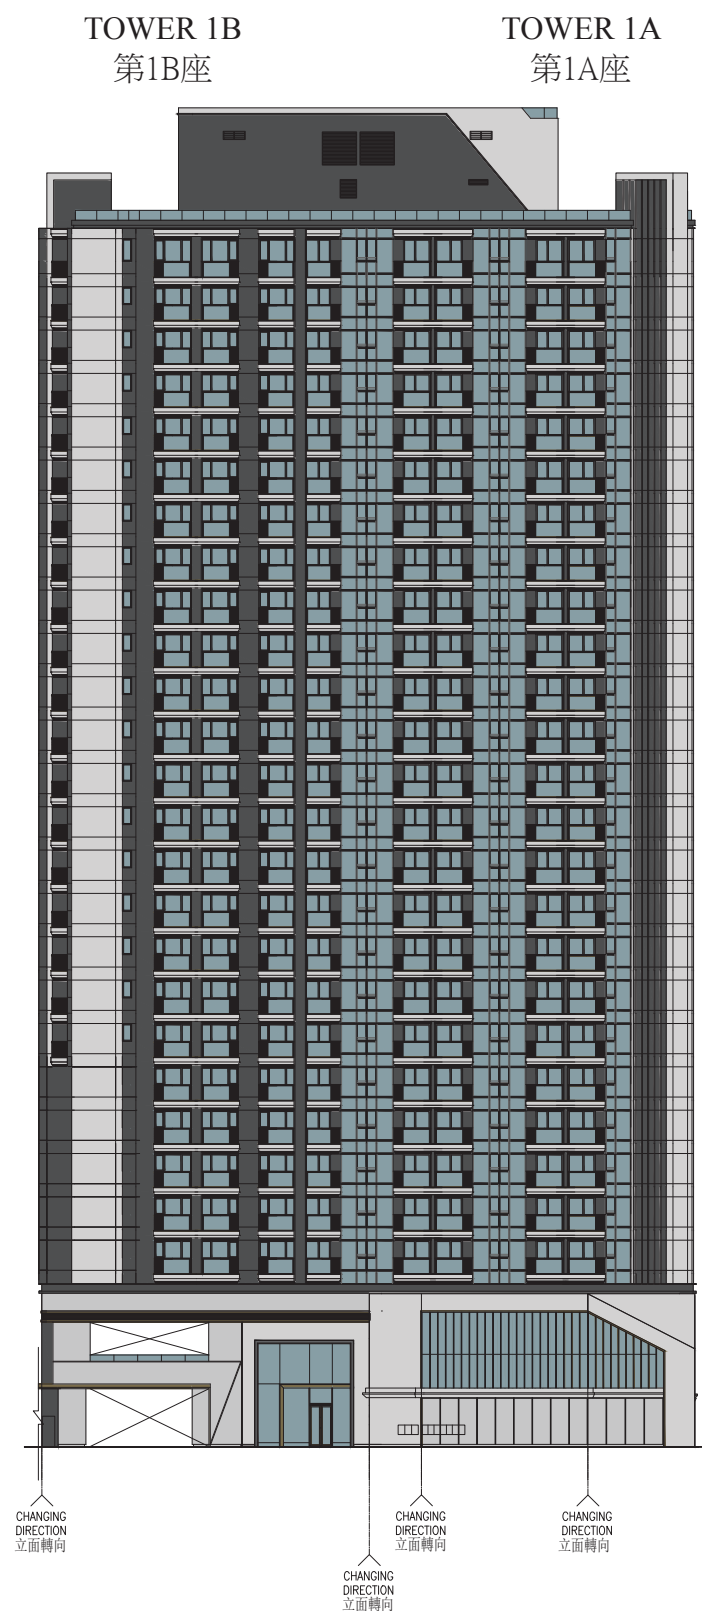 TOWER 1B
第1B座
TOWER 1A
第1A座
CHANGING
DIRECTION
立面轉向
CHANGING
DIRECTION
立面轉向
CHANGING
DIRECTION
立面轉向
CHANGING
DIRECTION
立面轉向